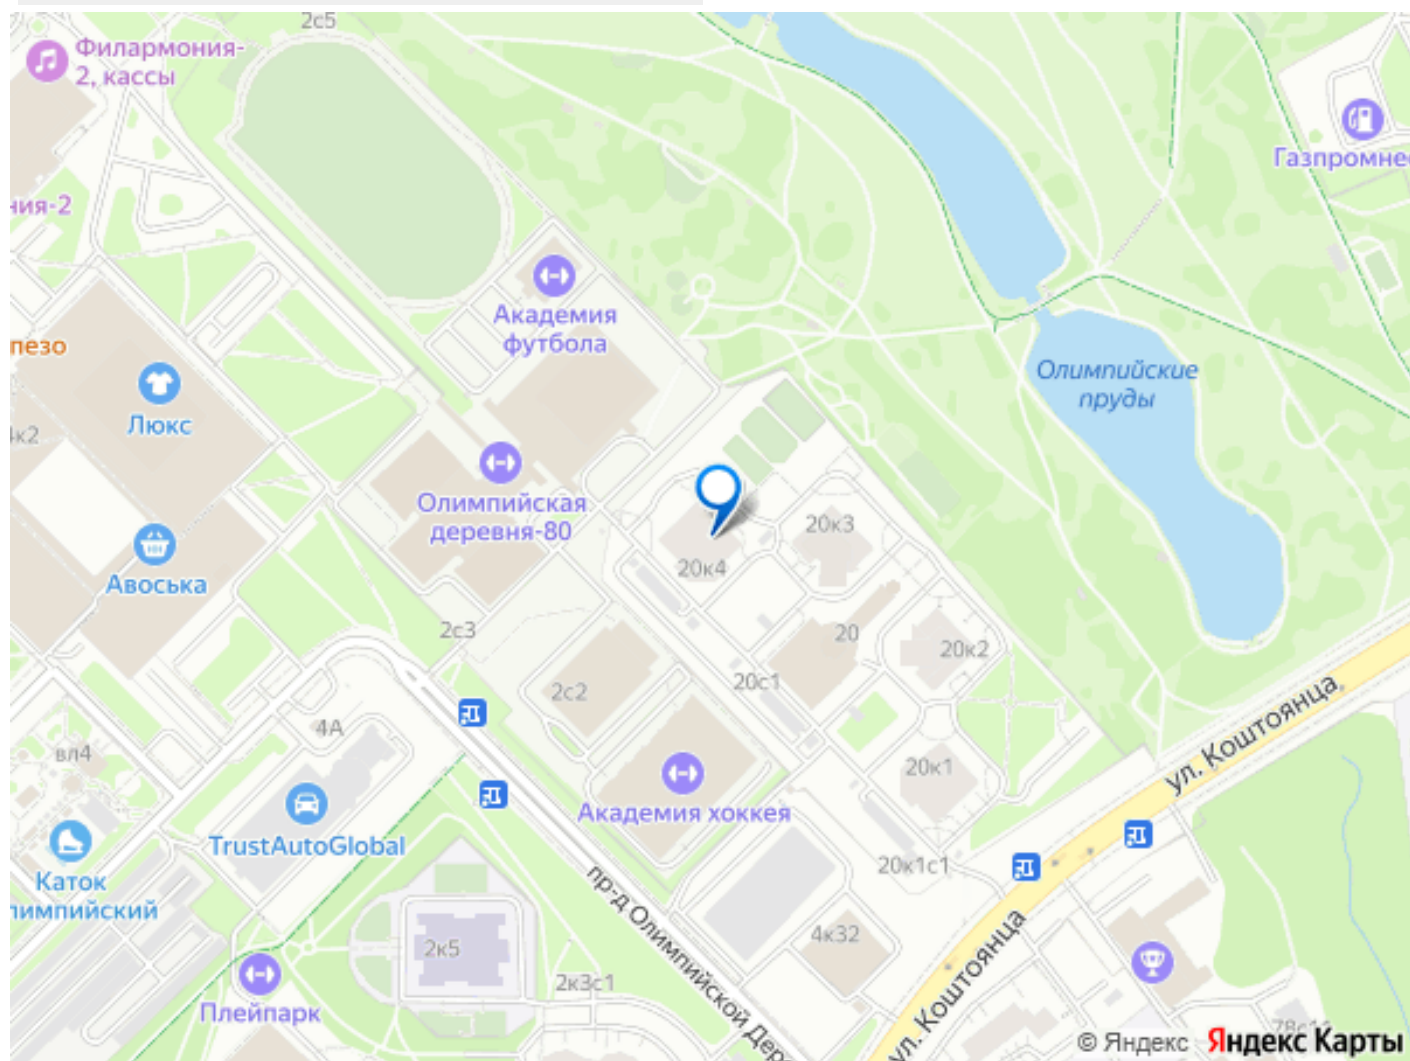 2с5
Филармония-
2, кассы
Газпромне
ния-2
Академия
футбола
пезо
Люкс
4к2
Олимпийские
пруды
Олимпийская
деревня-80
20к3
20к4
Авоська
2с3
20
20к2
2с2
20с1
4А
вл4
ул. Коштоянца
20к1
Академия хоккея
TrustAutoGlobal
20к1с1
Каток
лимпийский
пр-д Олимпийской Дере
4к32
2к5
ул. Коштоянца
2к3с1
Плейпарк
© Яндекс Яндекс Карты